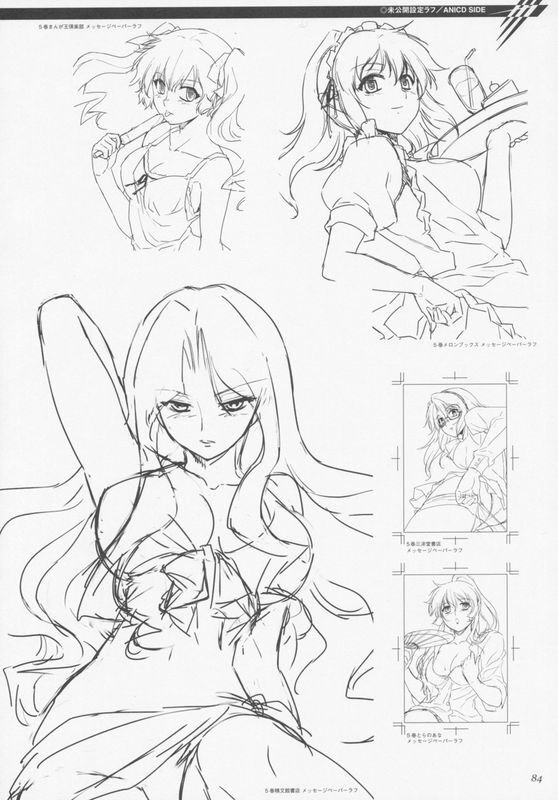 ◎未公開設定ラフ／ANICD SIDE
5巻まんが王倶楽部 メッセージペーパーラフ
5巻メロンブックス メッセージペーパーラフ
5巻三洋堂書店
メッセージペーパーラフ
5巻とらのあな
メッセージペーパーラフ
5巻精文館書店 メッセージペーパーラフ
84